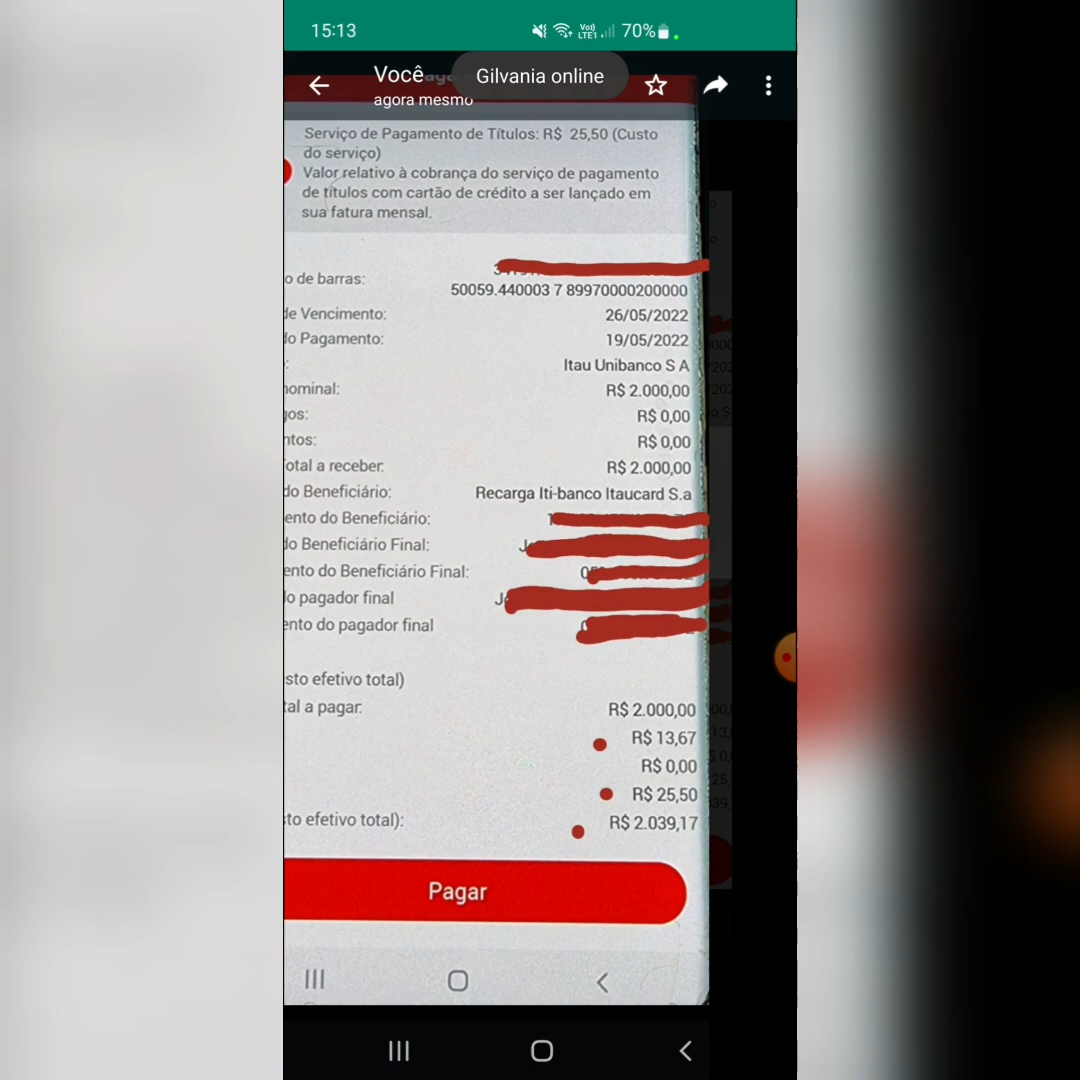 15:13
Vo))
LTE1
70%
Você
Gilvania online
agora mesmo
Serviço de Pagamento de Títulos: R$ 25,50 (Custo
do serviço)
Valor relativo à cobrança do serviço de pagamento
de títulos com cartão de crédito a ser lançado em
sua fatura mensal.
o de barras:
50059.440003 7 89970000200000
de Vencimento: 26/05/2022
do Pagamento: 19/05/2022
: Itau Unibanco S A
nominal: R$ 2.000,00
gos: R$ 0,00
ntos: R$ 0,00
otal a receber: R$ 2.000,00
do Beneficiário: Recarga Iti-banco Itaucard S.a
ento do Beneficiário:
do Beneficiário Final:
ento do Beneficiário Final:
lo pagador final
ento do pagador final
sto efetivo total)
tal a pagar: R$ 2.000,00
R$ 13,67
R$ 0,00
R$ 25,50
sto efetivo total): R$ 2.039,17
Pagar